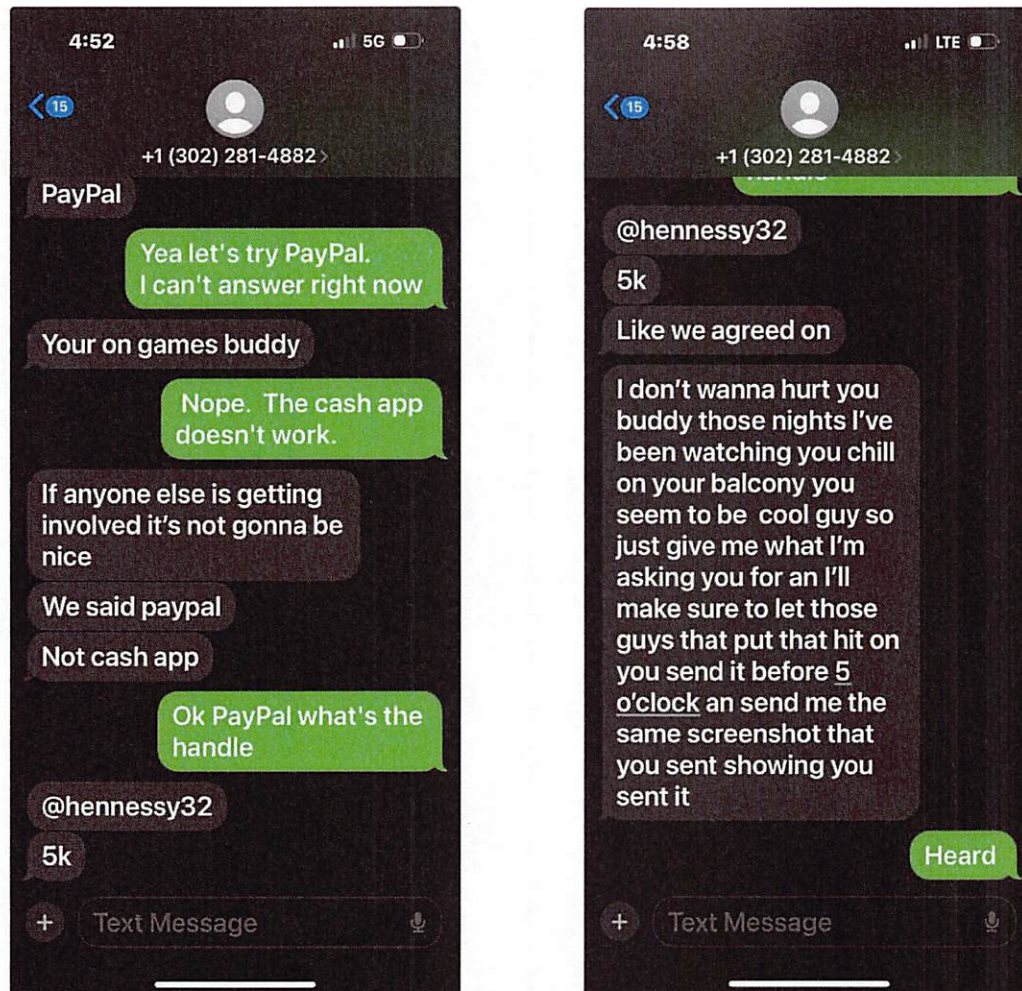 4:52
5G
15
+1 (302) 281-4882 >
PayPal
Yea let's try PayPal.
I can't answer right now
Your on games buddy
Nope. The cash app
doesn't work.
If anyone else is getting
involved it's not gonna be
nice
We said paypal
Not cash app
Ok PayPal what's the
handle
@hennessy32
5k
Text Message
4:58
LTE
15
+1 (302) 281-4882 >
handle
@hennessy32
5k
Like we agreed on
I don't wanna hurt you
buddy those nights I've
been watching you chill
on your balcony you
seem to be cool guy so
just give me what I'm
asking you for an I'll
make sure to let those
guys that put that hit on
you send it before 5
o'clock an send me the
same screenshot that
you sent showing you
sent it
Heard
Text Message